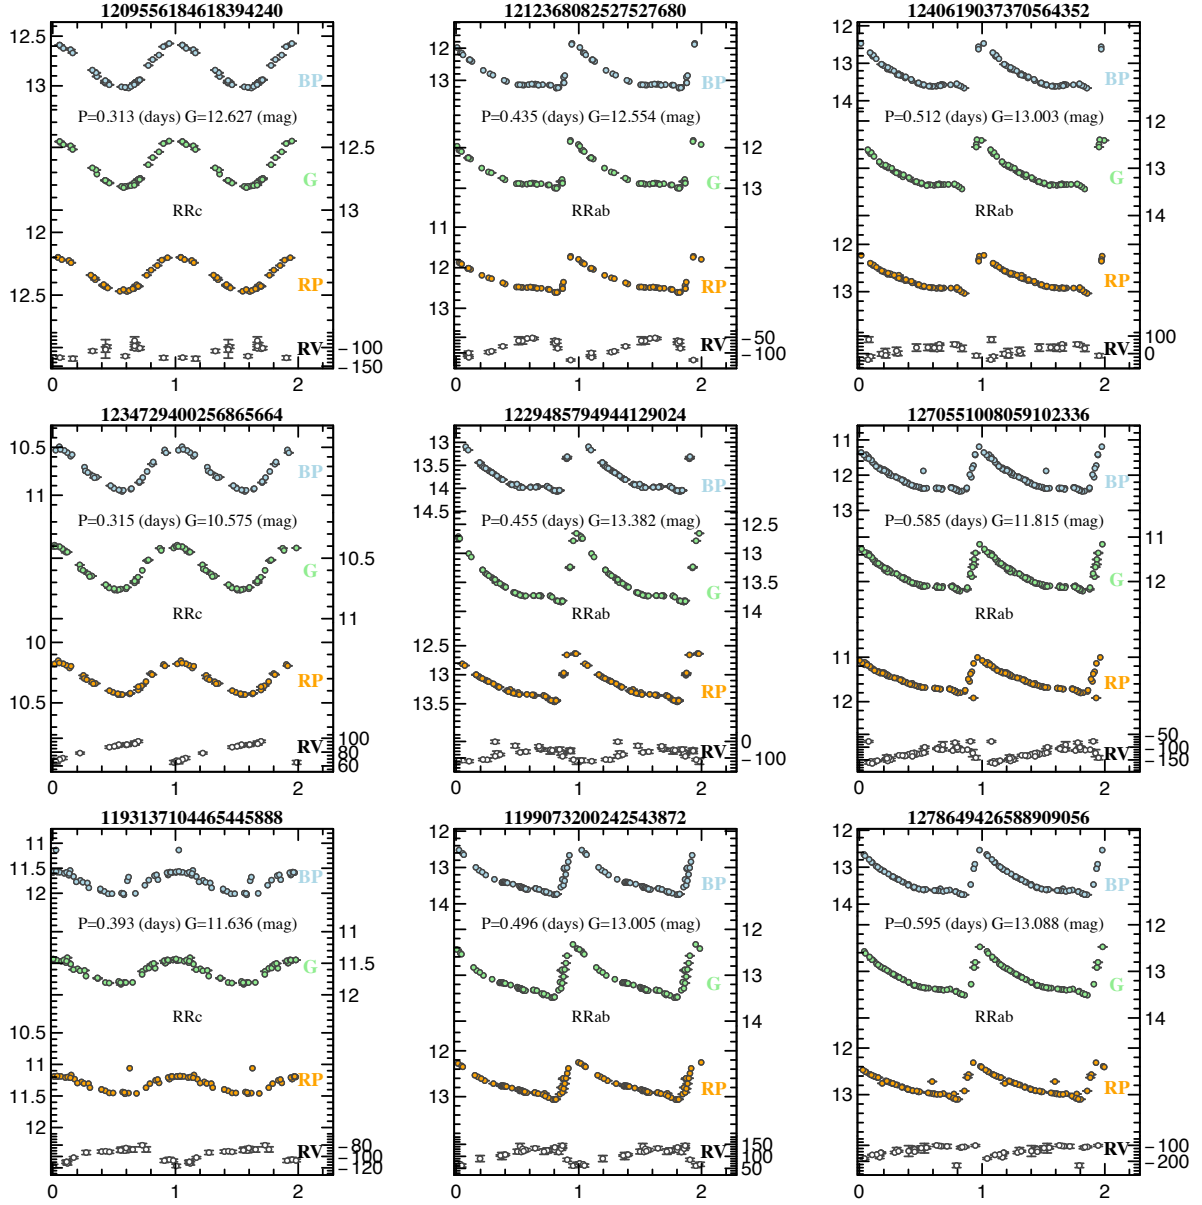 1209556184618394240
12.5
13
BP
P=0.313 (days) G=12.627 (mag)
12.5
G
RRc
13
12
12.5
RP
RV
−100
−150
0 1 2
1212368082527527680
12
13
BP
P=0.435 (days) G=12.554 (mag)
12
13
G
RRab
11
12
13
RP
RV
−50
−100
0 1 2
1240619037370564352
12
13
14
BP
P=0.512 (days) G=13.003 (mag)
12
13
14
G
RRab
12
13
RP
RV
100
0
0 1 2
1234729400256865664
10.5
11
BP
P=0.315 (days) G=10.575 (mag)
10.5
11
G
RRc
10
10.5
RP
RV
100
80
60
0 1 2
1229485794944129024
13
13.5
14
14.5
BP
P=0.455 (days) G=13.382 (mag)
12.5
13
13.5
14
G
RRab
12.5
13
13.5
RP
RV
0
−100
0 1 2
1270551008059102336
11
12
13
BP
P=0.585 (days) G=11.815 (mag)
11
12
G
RRab
11
12
RP
RV
−50
−100
−150
0 1 2
1193137104465445888
11
11.5
12
BP
P=0.393 (days) G=11.636 (mag)
11
11.5
12
G
RRc
10.5
11
11.5
12
RP
RV
−80
−100
−120
0 1 2
1199073200242543872
12
13
14
BP
P=0.496 (days) G=13.005 (mag)
12
13
14
G
RRab
12
13
RP
RV
150
100
50
0 1 2
1278649426588909056
12
13
14
BP
P=0.595 (days) G=13.088 (mag)
12
13
14
G
RRab
12
13
RP
RV
−100
−200
0 1 2